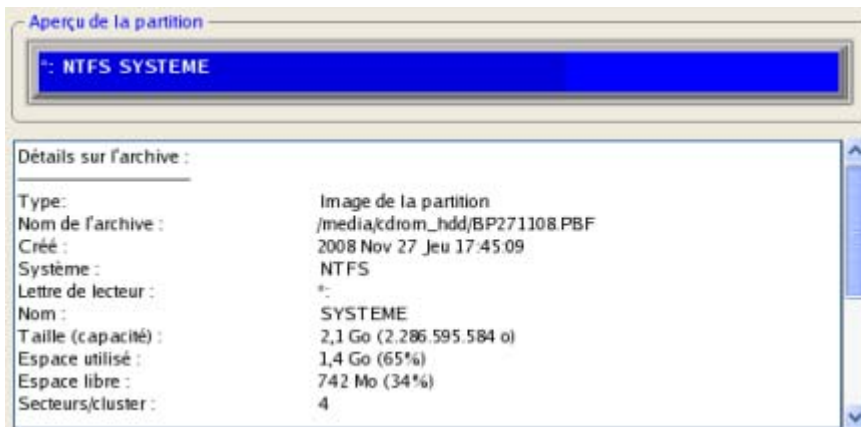 Aperçu de la partition
*: NTFS SYSTEME
Détails sur l'archive :
Type: Image de la partition
Nom de l'archive : /media/cdrom_hdd/BP271108.PBF
Créé : 2008 Nov 27 Jeu 17:45:09
Système : NTFS
Lettre de lecteur : *:
Nom : SYSTEME
Taille (capacité) : 2,1 Go (2.286.595.584 o)
Espace utilisé : 1,4 Go (65%)
Espace libre : 742 Mo (34%)
Secteurs/cluster : 4